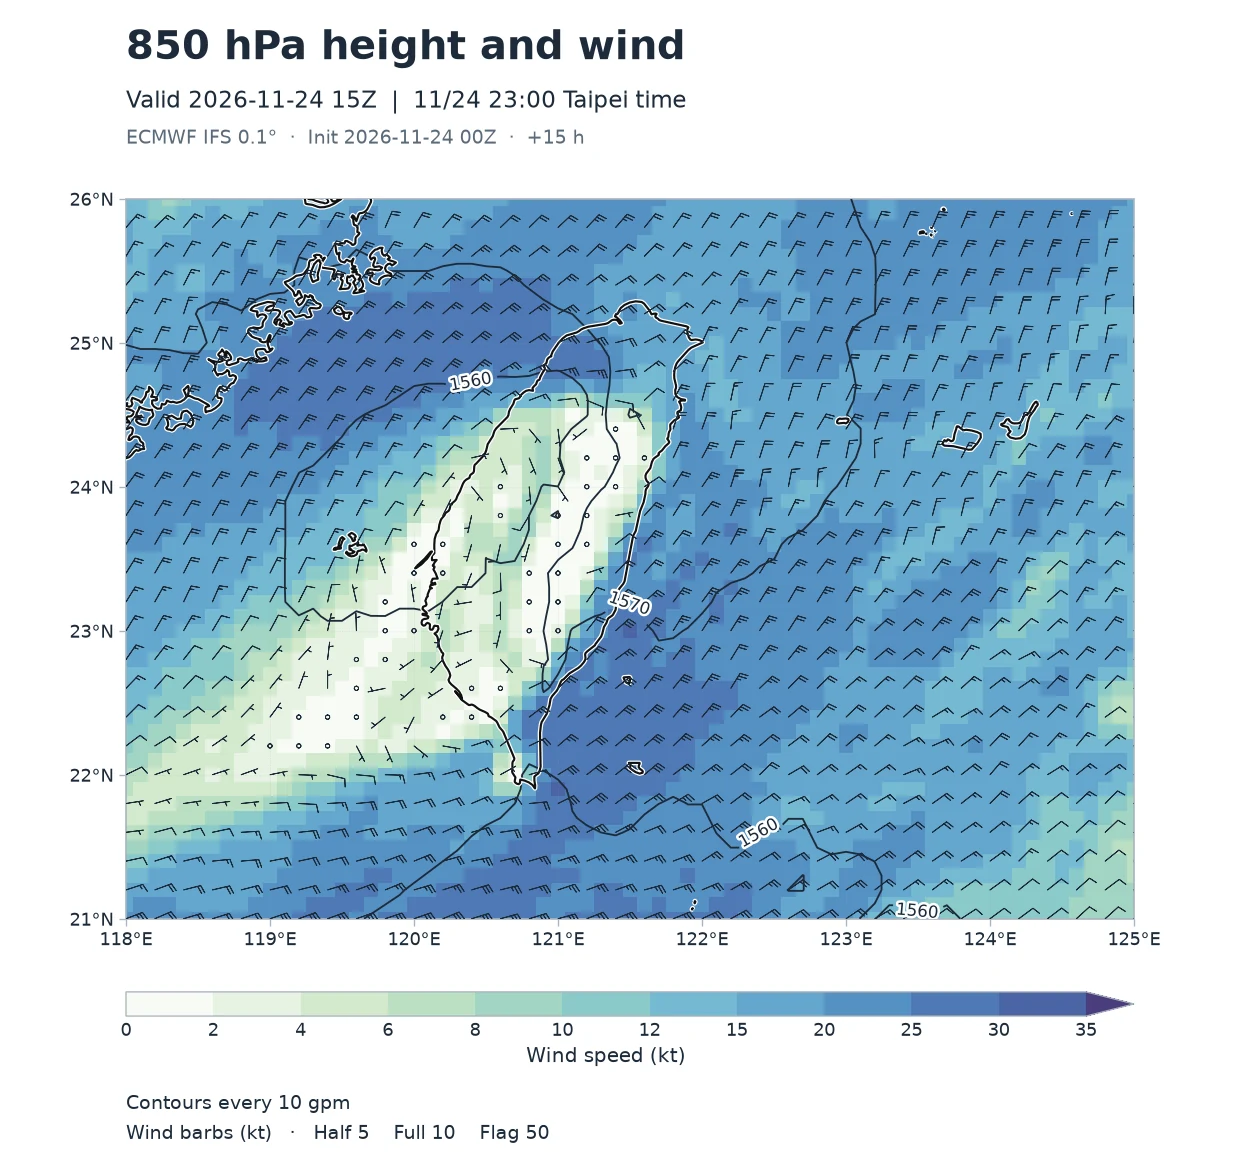 850 hPa height and wind
Valid 2026-11-24 15Z | 11/24 23:00 Taipei time
ECMWF IFS 0.1° · Init 2026-11-24 00Z · +15 h
26°N
25°N
24°N
23°N
22°N
21°N
1560
1570
1560
1560
118°E 119°E 120°E 121°E 122°E 123°E 124°E 125°E
0 2 4 6 8 10 12 15 20 25 30 35
Wind speed (kt)
Contours every 10 gpm
Wind barbs (kt) · Half 5 Full 10 Flag 50